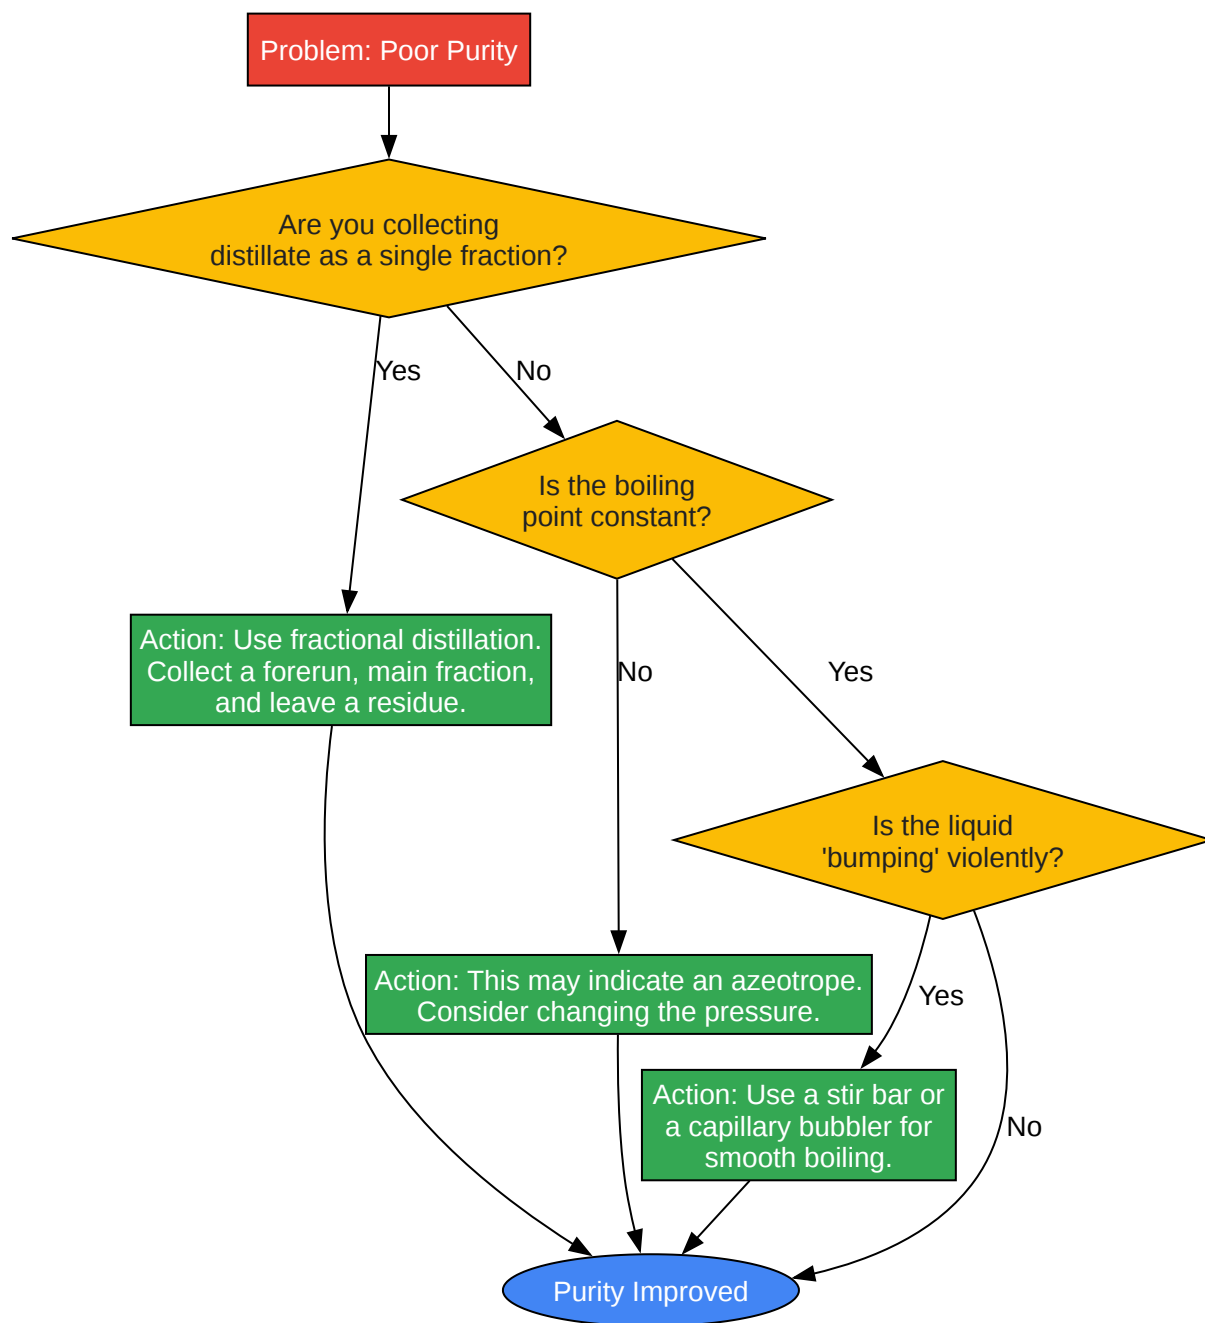 Problem: Poor Purity
Are you collecting
distillate as a single fraction?
Yes
No
Is the boiling
point constant?
Action: Use fractional distillation.
Collect a forerun, main fraction,
and leave a residue.
No
Yes
Is the liquid
'bumping' violently?
Action: This may indicate an azeotrope.
Consider changing the pressure.
Yes
Action: Use a stir bar or
a capillary bubbler for
smooth boiling.
No
Purity Improved